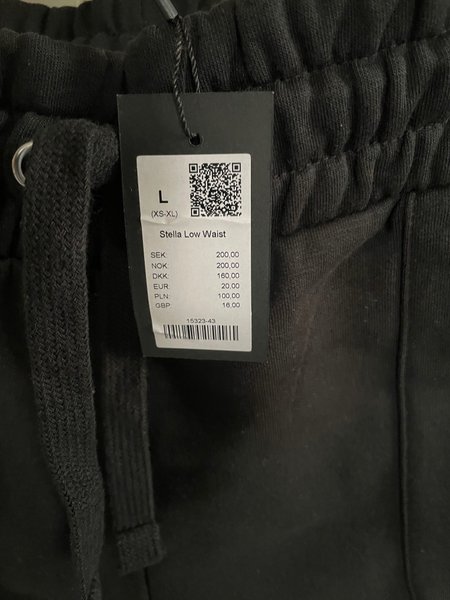 L
(XS-XL)
Stella Low Waist
SEK: 200,00
NOK: 200,00
DKK: 160,00
EUR: 20,00
PLN: 100,00
GBP: 16,00
15323-43